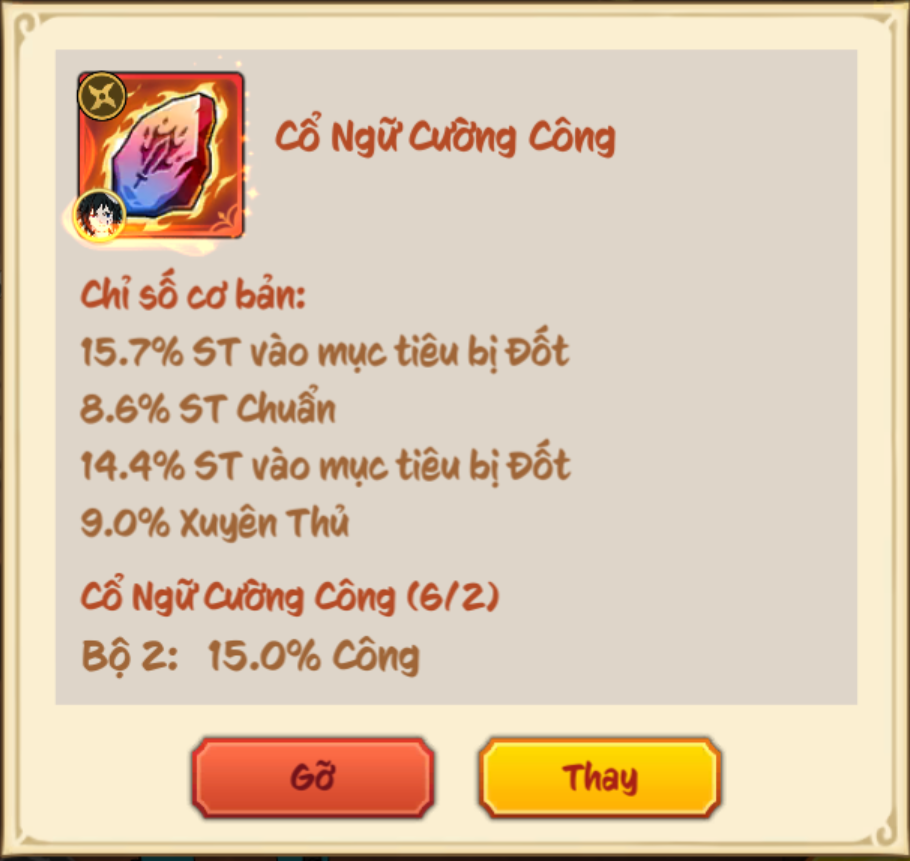 Cổ Ngữ Cường Công
Chỉ số cơ bản:
15.7% ST vào mục tiêu bị Đốt
8.6% ST Chuẩn
14.4% ST vào mục tiêu bị Đốt
9.0% Xuyên Thủ
Cổ Ngữ Cường Công (6/2)
Bộ 2: 15.0% Công
Gỡ
Thay